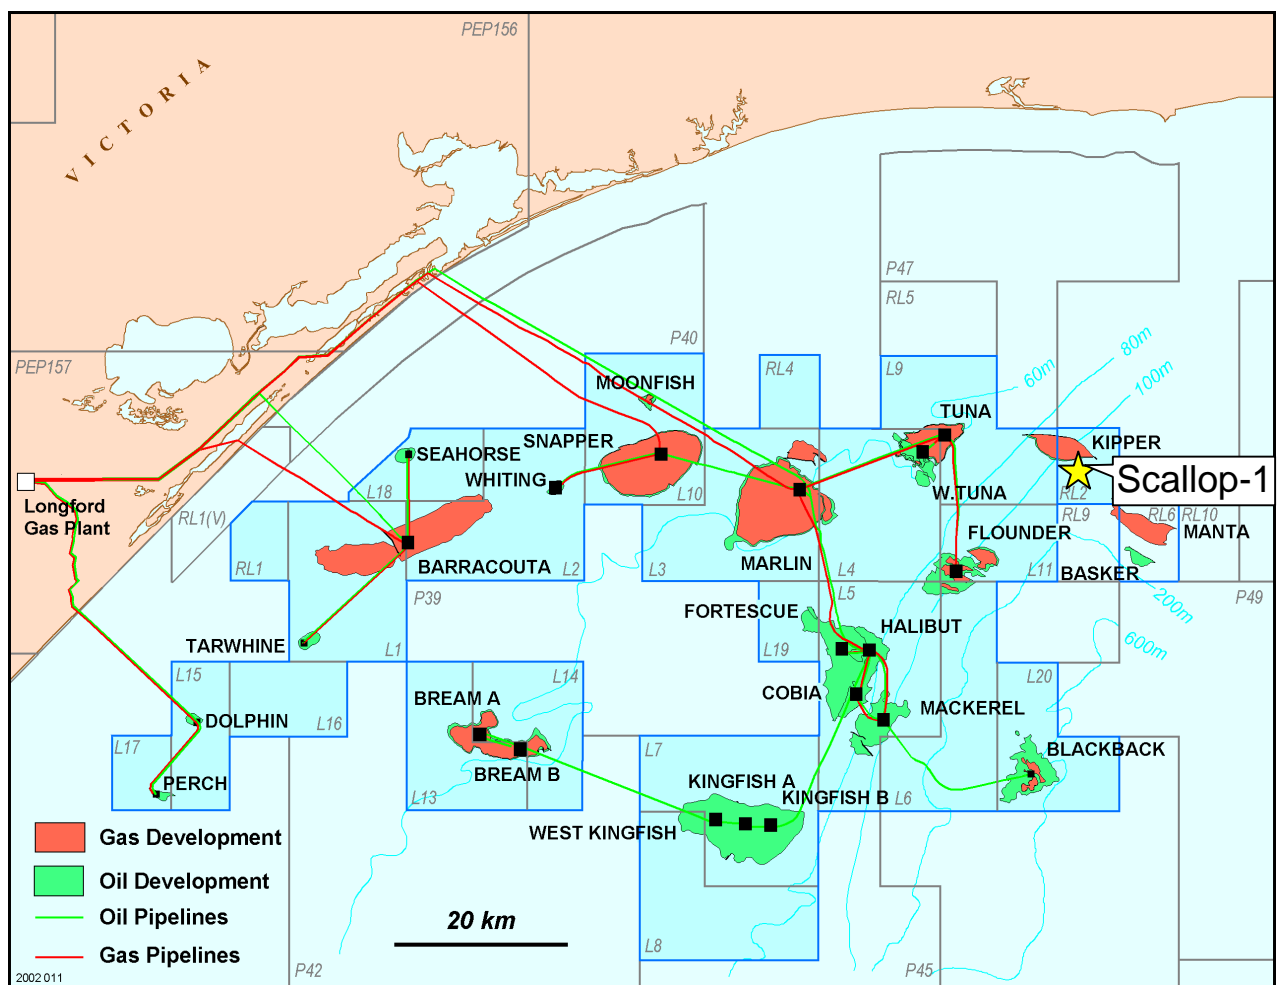 PEP156
VICTORIA
P47
RL5
P40
PEP157
60m
80m
100m
RL4
L9
MOONFISH
TUNA
SNAPPER
KIPPER
SEAHORSE
WHITING
Scallop-1
L18
L10
W.TUNA
RL2
Longford
Gas Plant
RL1(V)
RL9
RL6
RL10
FLOUNDER
MANTA
MARLIN
BARRACOUTA
RL1
L2
L3
L4
L11
BASKER
P39
L5
200m
P49
FORTESCUE
HALIBUT
600m
TARWHINE
L1
L19
L15
L14
L20
COBIA
BREAM A
MACKEREL
DOLPHIN
L16
L17
L7
BLACKBACK
BREAM B
PERCH
KINGFISH A
KINGFISH B
L13
L6
WEST KINGFISH
Gas Development
Oil Development
Oil Pipelines
20 km
L8
Gas Pipelines
2002 011
P42
P45